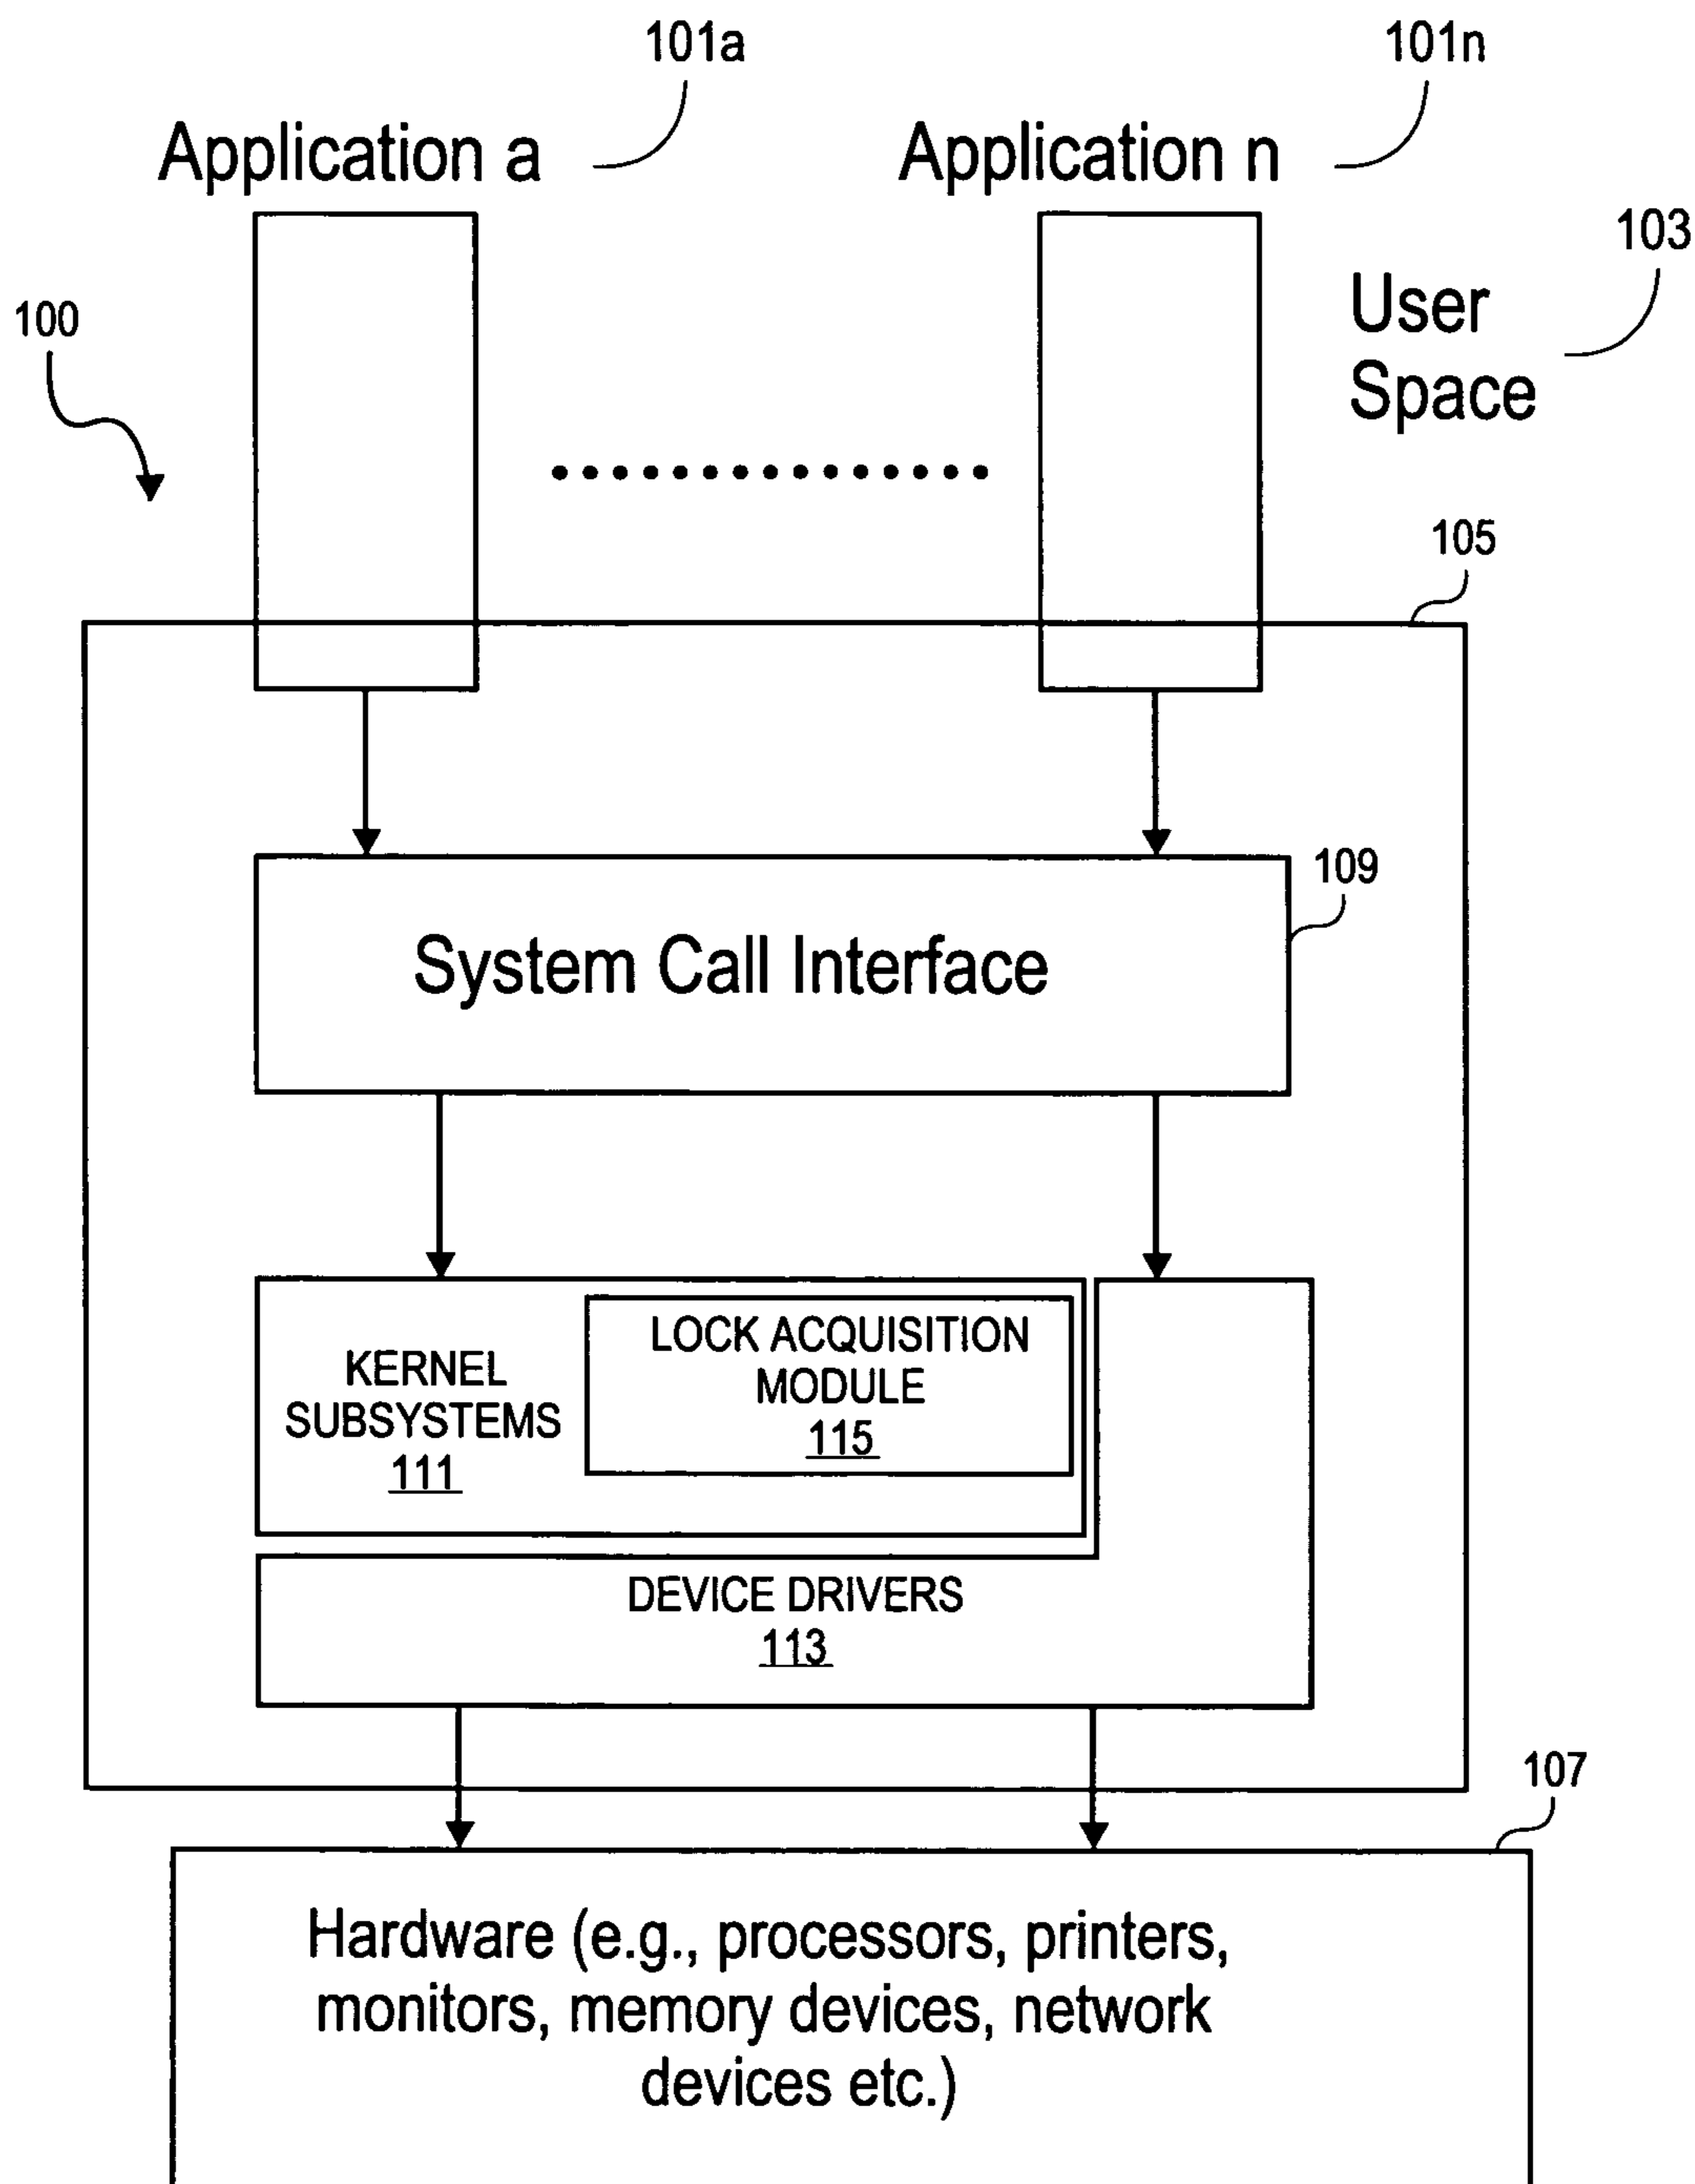 101a
101n
Application a
Application n
103
User
Space
100
105
109
System Call Interface
LOCK ACQUISITION
MODULE
115
KERNEL
SUBSYSTEMS
111
DEVICE DRIVERS
113
107
Hardware (e.g., processors, printers,
monitors, memory devices, network
devices etc.)